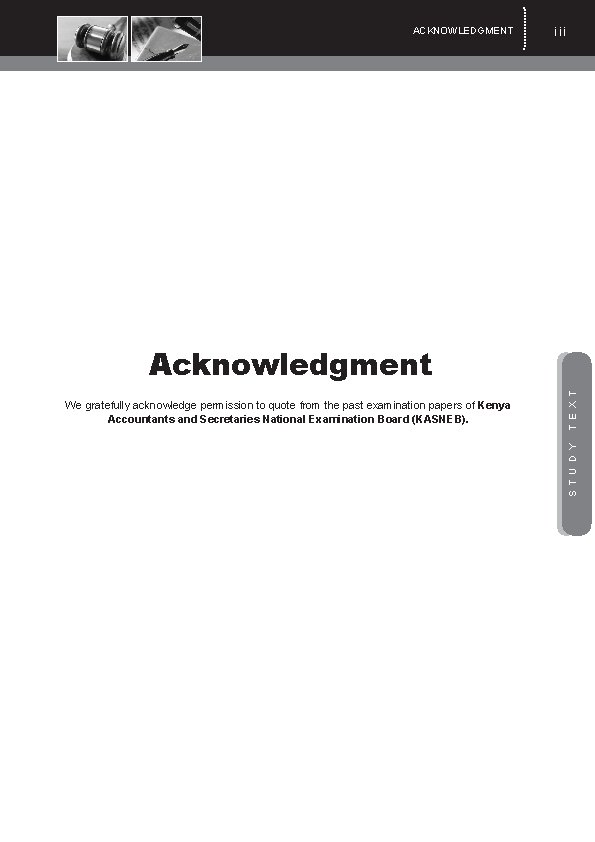 ACKNOWLEDGMENT iii
Acknowledgment
We gratefully acknowledge permission to quote from the past examination papers of Kenya
Accountants and Secretaries National Examination Board (KASNEB).
STUDY TEXT